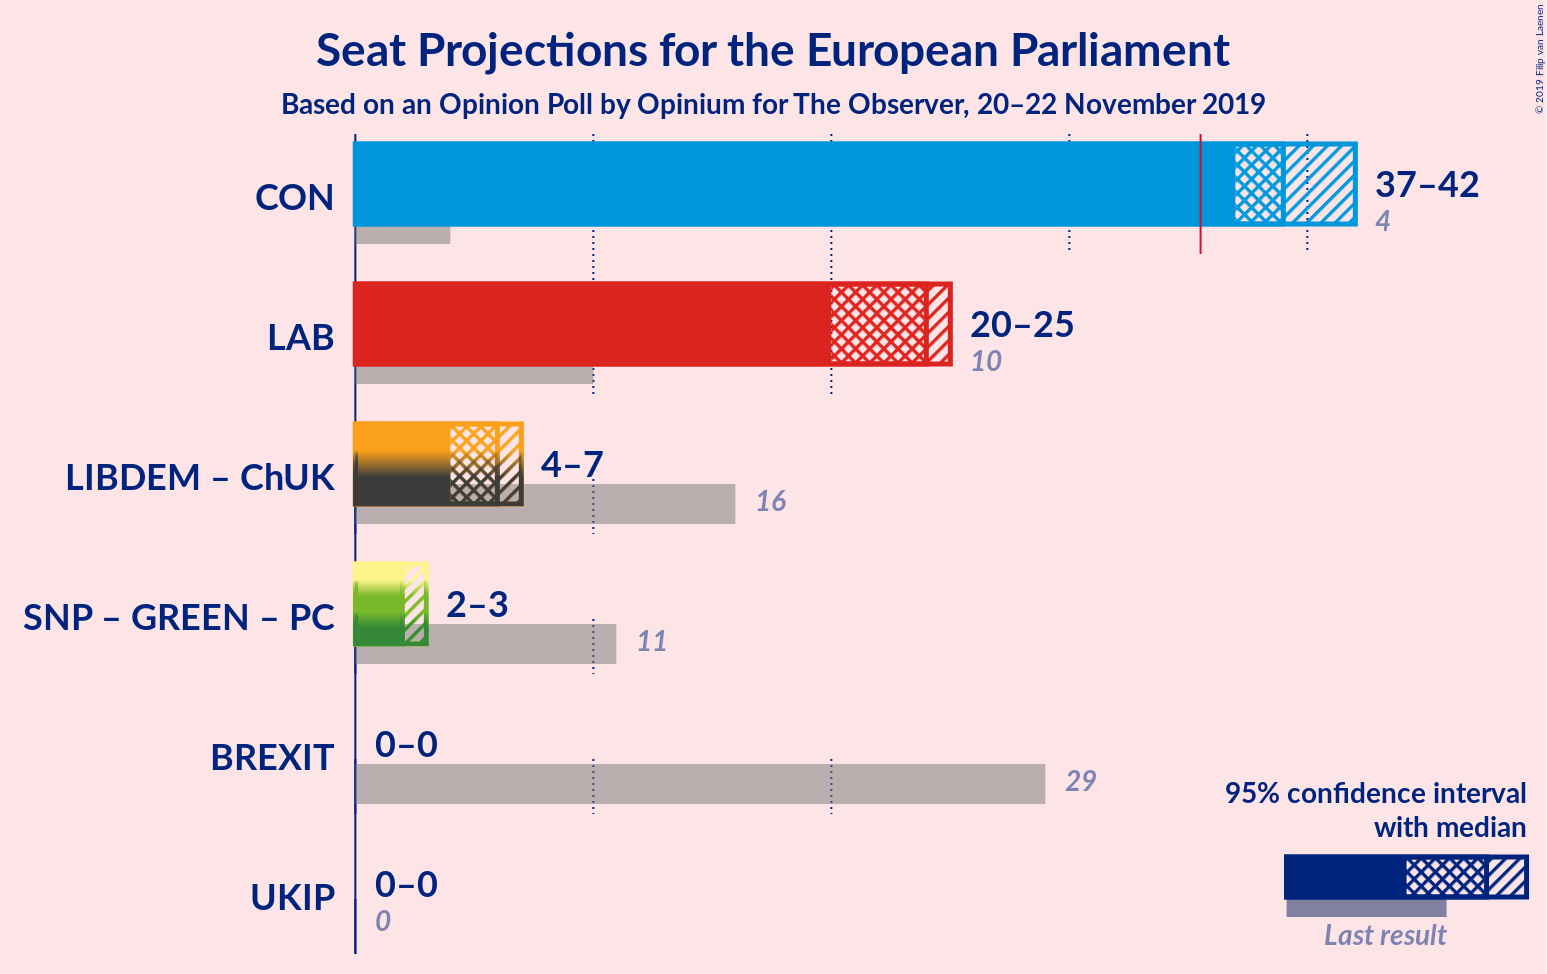 Seat Projections for the European Parliament
Based on an Opinion Poll by Opinium for The Observer, 20–22 November 2019
© 2019 Filip van Laenen
CON
37–42
4
LAB
20–25
10
LIBDEM – ChUK
4–7
16
SNP – GREEN – PC
2–3
11
BREXIT
0–0
29
UKIP
0–0
0
95% confidence interval
with median
Last result